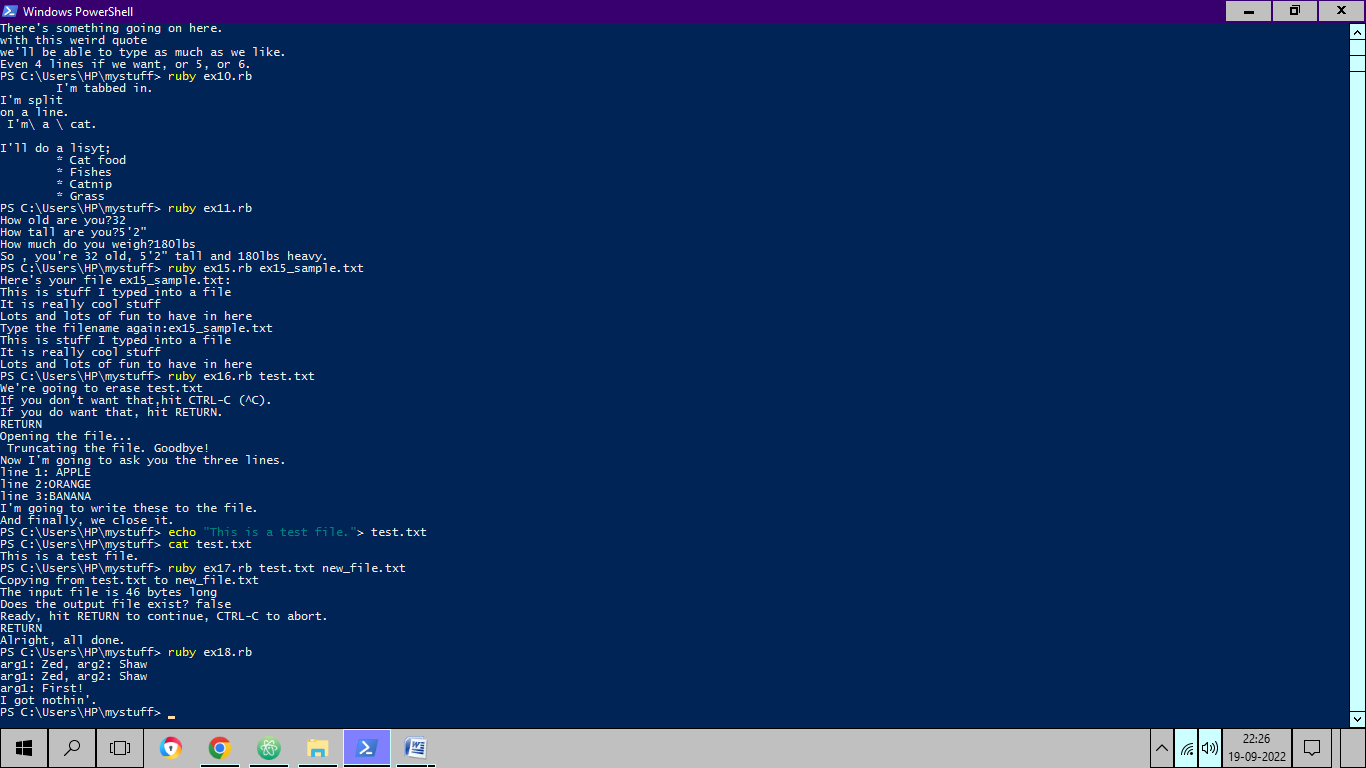 Windows PowerShell
There's something going on here.
with this weird quote
we'll be able to type as much as we like.
Even 4 lines if we want, or 5, or 6.
PS C:\Users\HP\mystuff> ruby ex10.rb
        I'm tabbed in.
I'm split
on a line.
 I'm\ a \ cat.

I'll do a lisyt;
        * Cat food
        * Fishes
        * Catnip
        * Grass
PS C:\Users\HP\mystuff> ruby ex11.rb
How old are you?32
How tall are you?5'2"
How much do you weigh?180lbs
So , you're 32 old, 5'2" tall and 180lbs heavy.
PS C:\Users\HP\mystuff> ruby ex15.rb ex15_sample.txt
Here's your file ex15_sample.txt:
This is stuff I typed into a file
It is really cool stuff
Lots and lots of fun to have in here
Type the filename again:ex15_sample.txt
This is stuff I typed into a file
It is really cool stuff
Lots and lots of fun to have in here
PS C:\Users\HP\mystuff> ruby ex16.rb test.txt
We're going to erase test.txt
If you don't want that,hit CTRL-C (^C).
If you do want that, hit RETURN.
RETURN
Opening the file...
 Truncating the file. Goodbye!
Now I'm going to ask you the three lines.
line 1: APPLE
line 2:ORANGE
line 3:BANANA
I'm going to write these to the file.
And finally, we close it.
PS C:\Users\HP\mystuff> echo "This is a test file."> test.txt
PS C:\Users\HP\mystuff> cat test.txt
This is a test file.
PS C:\Users\HP\mystuff> ruby ex17.rb test.txt new_file.txt
Copying from test.txt to new_file.txt
The input file is 46 bytes long
Does the output file exist? false
Ready, hit RETURN to continue, CTRL-C to abort.
RETURN
Alright, all done.
PS C:\Users\HP\mystuff> ruby ex18.rb
arg1: Zed, arg2: Shaw
arg1: Zed, arg2: Shaw
arg1: First!
I got nothin'.
PS C:\Users\HP\mystuff> _
22:26
19-09-2022